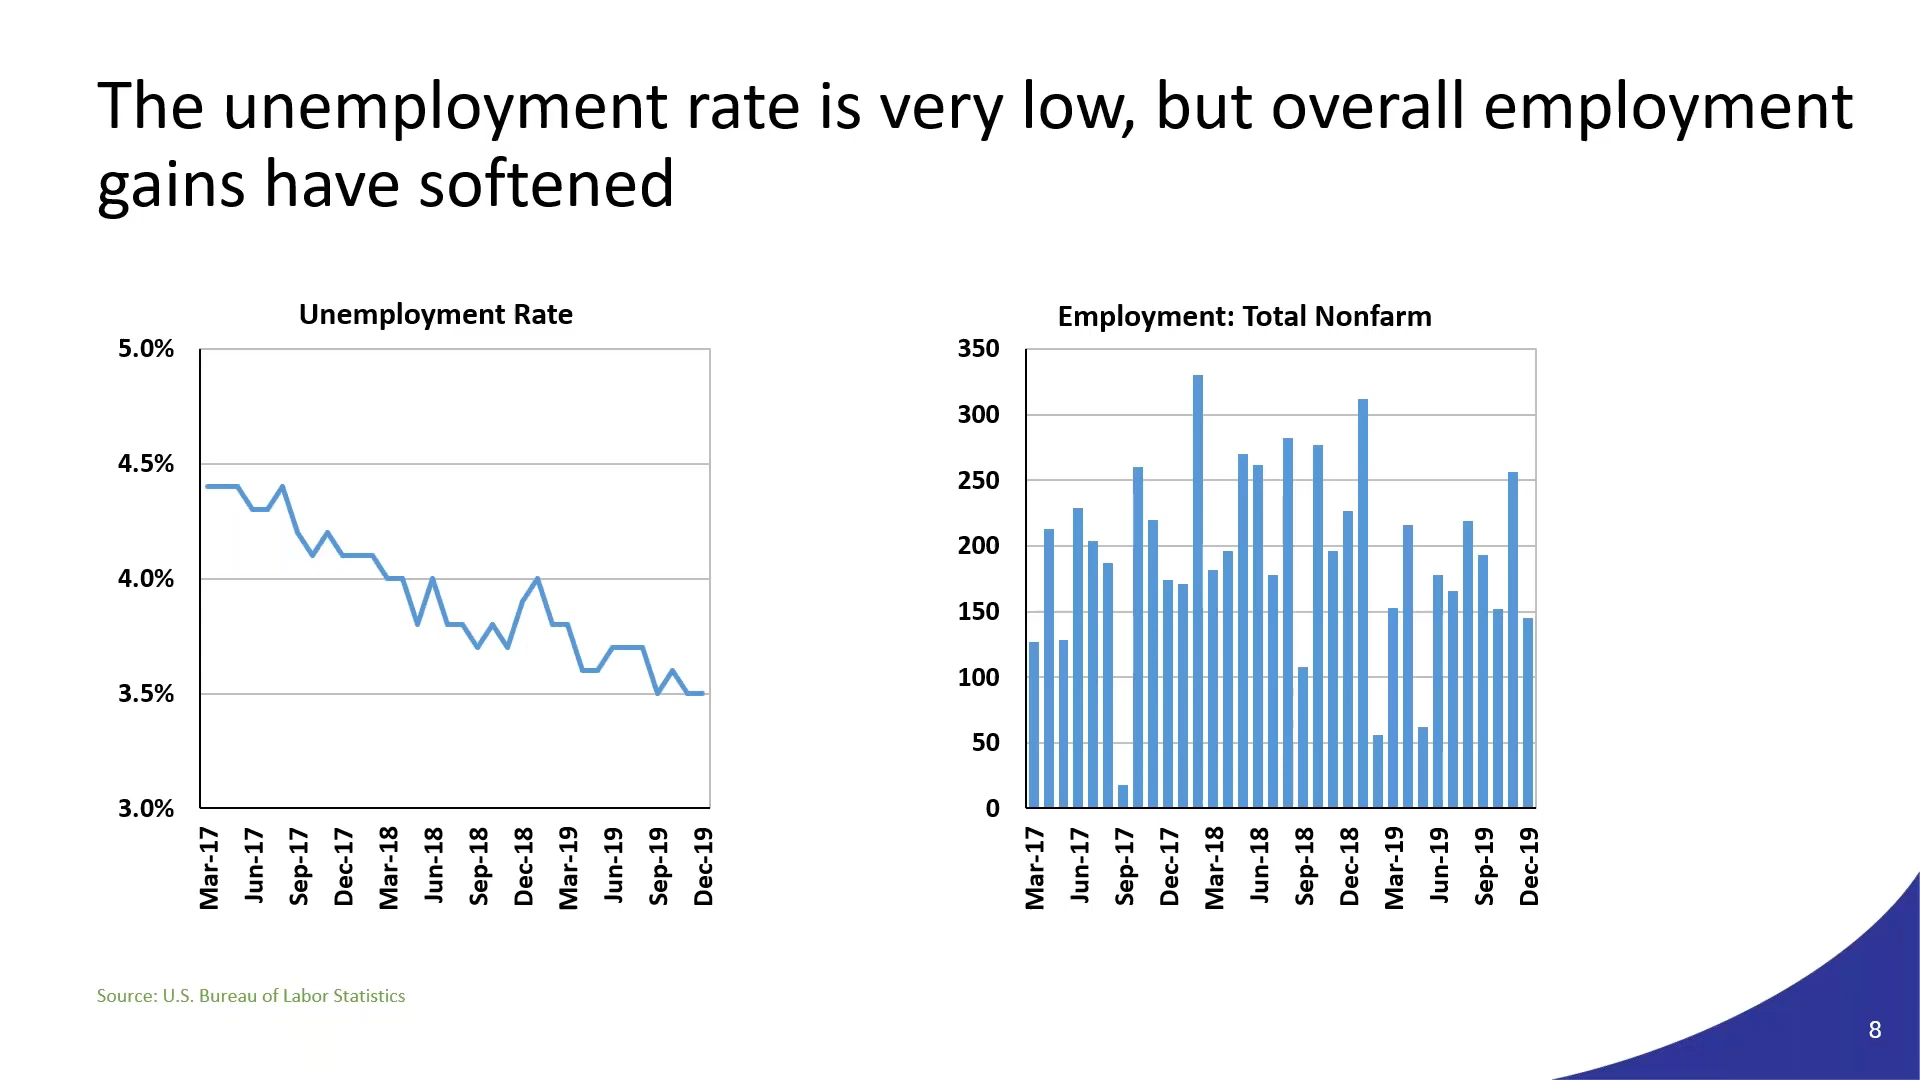 The unemployment rate is very low, but overall employment
gains have softened
Unemployment Rate
5.0%
4.5%
4.0%
3.5%
3.0%
Mar-17
Jun-17
Sep-17
Dec-17
Mar-18
Jun-18
Sep-18
Dec-18
Mar-19
Jun-19
Sep-19
Dec-19
Employment: Total Nonfarm
350
300
250
200
150
100
50
0
Mar-17
Jun-17
Sep-17
Dec-17
Mar-18
Jun-18
Sep-18
Dec-18
Mar-19
Jun-19
Sep-19
Dec-19
Source: U.S. Bureau of Labor Statistics
8